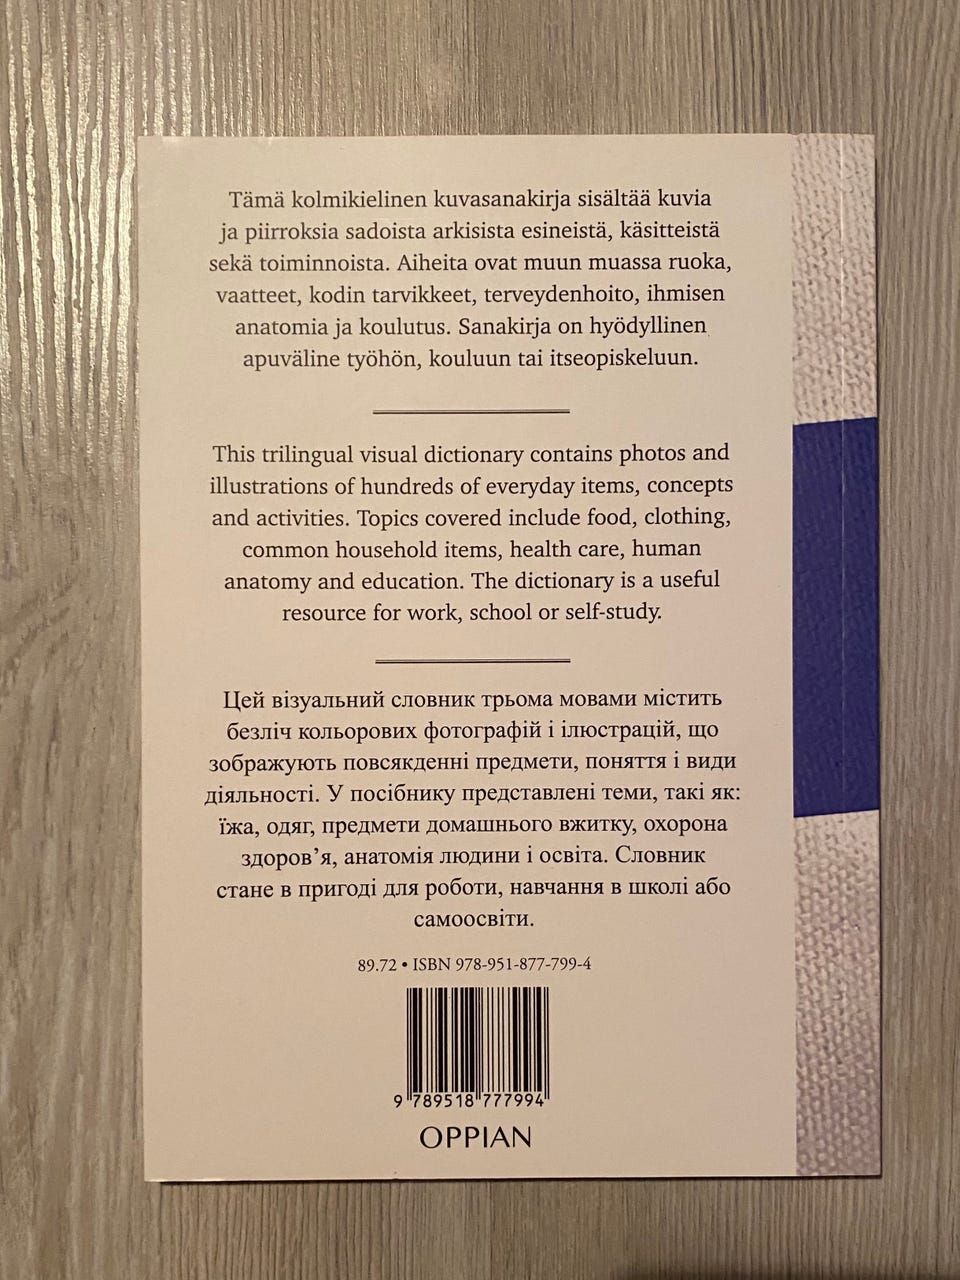 Tämä kolmikielinen kuvasanakirja sisältää kuvia
ja piirroksia sadoista arkisista esineistä, käsitteistä
sekä toiminnoista. Aiheita ovat muun muassa ruoka,
vaatteet, kodin tarvikkeet, terveydenhoito, ihmisen
anatomia ja koulutus. Sanakirja on hyödyllinen
apuväline työhön, kouluun tai itseopiskeluun.
This trilingual visual dictionary contains photos and
illustrations of hundreds of everyday items, concepts
and activities. Topics covered include food, clothing,
common household items, health care, human
anatomy and education. The dictionary is a useful
resource for work, school or self-study.
Цей візуальний словник трьома мовами містить
безліч кольорових фотографій і ілюстрацій, що
зображують повсякденні предмети, поняття і види
діяльності. У посібнику представлені теми, такі як:
їжа, одяг, предмети домашнього вжитку, охорона
здоров’я, анатомія людини і освіта. Словник
стане в пригоді для роботи, навчання в школі або
самоосвіти.
89.72 • ISBN 978-951-877-799-4
9 789518 777994
OPPIAN